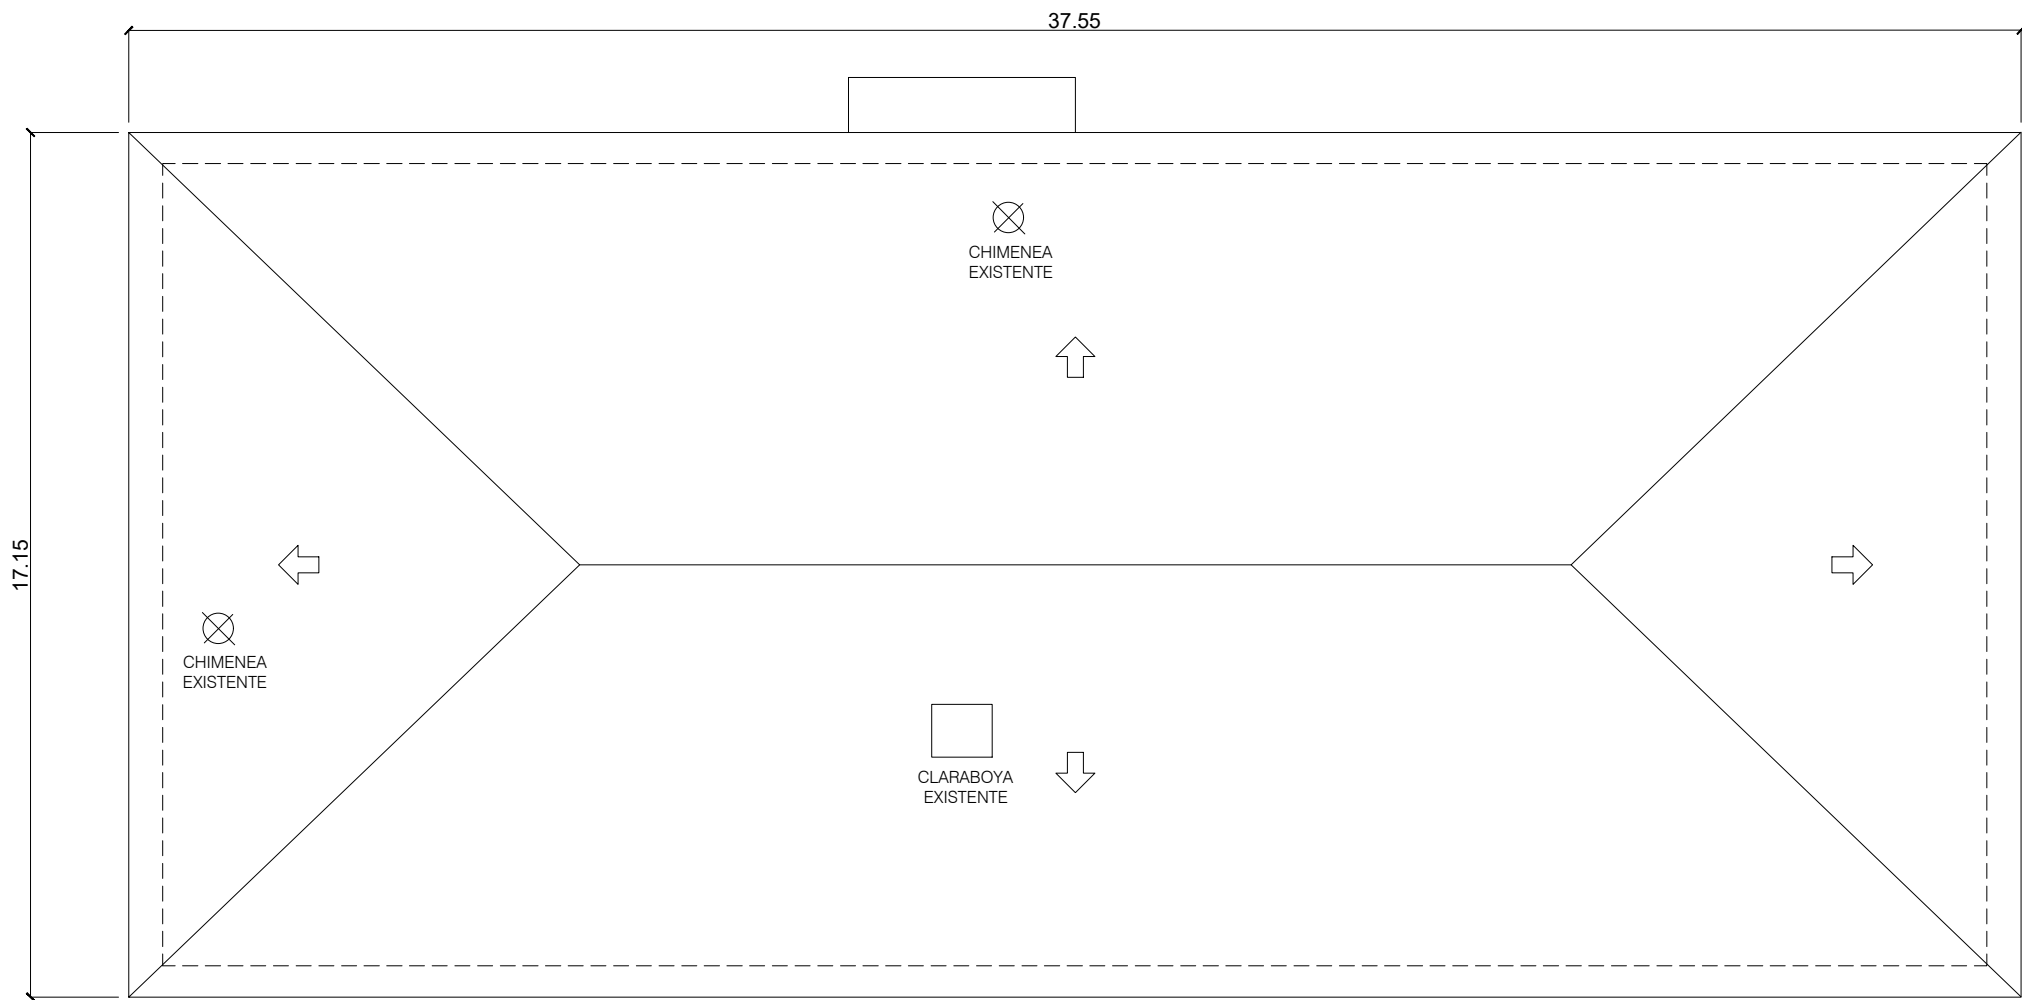 37.55
CHIMENEA
EXISTENTE
17.15
CHIMENEA
EXISTENTE
CLARABOYA
EXISTENTE